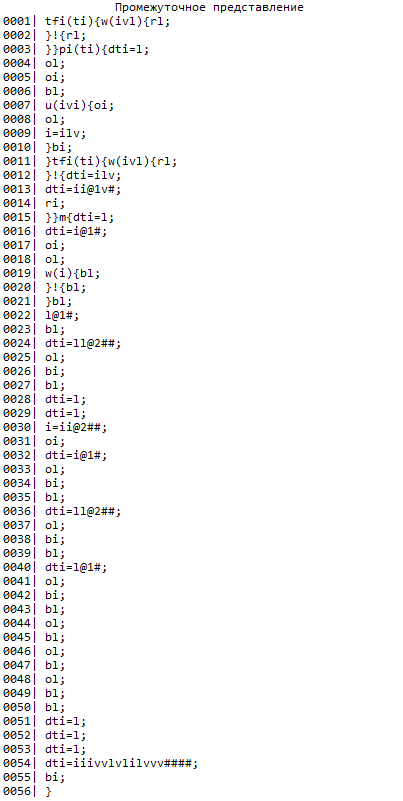 Промежуточное представление
0001| tfi(ti){w(ivl){rl;
0002| }!{rl;
0003| }}pi(ti){dti=l;
0004| ol;
0005| oi;
0006| bl;
0007| u(ivi){oi;
0008| ol;
0009| i=ilv;
0010| }bi;
0011| }tfi(ti){w(ivl){rl;
0012| }!{dti=ilv;
0013| dti=ii@1v#;
0014| ri;
0015| }}m{dti=l;
0016| dti=i@1#;
0017| oi;
0018| ol;
0019| w(i){bl;
0020| }!{bl;
0021| }bl;
0022| l@1#;
0023| bl;
0024| dti=ll@2##;
0025| ol;
0026| bi;
0027| bl;
0028| dti=l;
0029| dti=l;
0030| i=ii@2##;
0031| oi;
0032| dti=i@1#;
0033| ol;
0034| bi;
0035| bl;
0036| dti=ll@2##;
0037| ol;
0038| bi;
0039| bl;
0040| dti=l@1#;
0041| ol;
0042| bi;
0043| bl;
0044| ol;
0045| bl;
0046| ol;
0047| bl;
0048| ol;
0049| bl;
0050| bl;
0051| dti=l;
0052| dti=l;
0053| dti=l;
0054| dti=iiivvlvlilvvv####;
0055| bi;
0056| }